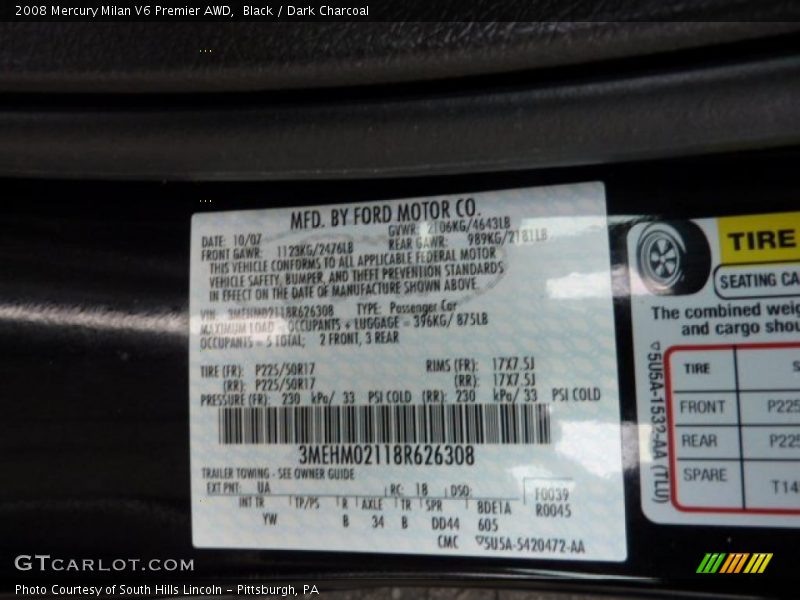 2008 Mercury Milan V6 Premier AWD,  Black / Dark Charcoal
MFD. BY FORD MOTOR CO.
DATE: 10/07
GVWR: 2106KG/4643LB
FRONT GAWR: 1123KG/2476LB
REAR GAWR: 989KG/2181LB
THIS VEHICLE CONFORMS TO ALL APPLICABLE FEDERAL MOTOR
VEHICLE SAFETY, BUMPER, AND THEFT PREVENTION STANDARDS
IN EFFECT ON THE DATE OF MANUFACTURE SHOWN ABOVE.
VIN: 3MEHM02118R626308 TYPE: Passenger Car
MAXIMUM LOAD = OCCUPANTS + LUGGAGE = 396KG/ 875LB
OCCUPANTS = 5 TOTAL; 2 FRONT, 3 REAR
TIRE (FR): P225/50R17 RIMS (FR): 17X7.5J
(RR): P225/50R17 (RR): 17X7.5J
PRESSURE (FR): 230 kPa/ 33 PSI COLD (RR): 230 kPa/ 33 PSI COLD
3MEHM02118R626308
TRAILER TOWING - SEE OWNER GUIDE
EXT PNT: UA RC: 18 DSO: F0039
INT TR TP/PS R AXLE TR SPR 8DE1A R0045
YW B 34 B DD44 605
CMC ▽5U5A-5420472-AA
TIRE
SEATING CA
The combined weig
and cargo shou
▽5U5A-1532-AA (TLU)
TIRE S
FRONT P225
REAR P225
SPARE T14
GTCARLOT.COM
Photo Courtesy of South Hills Lincoln - Pittsburgh, PA